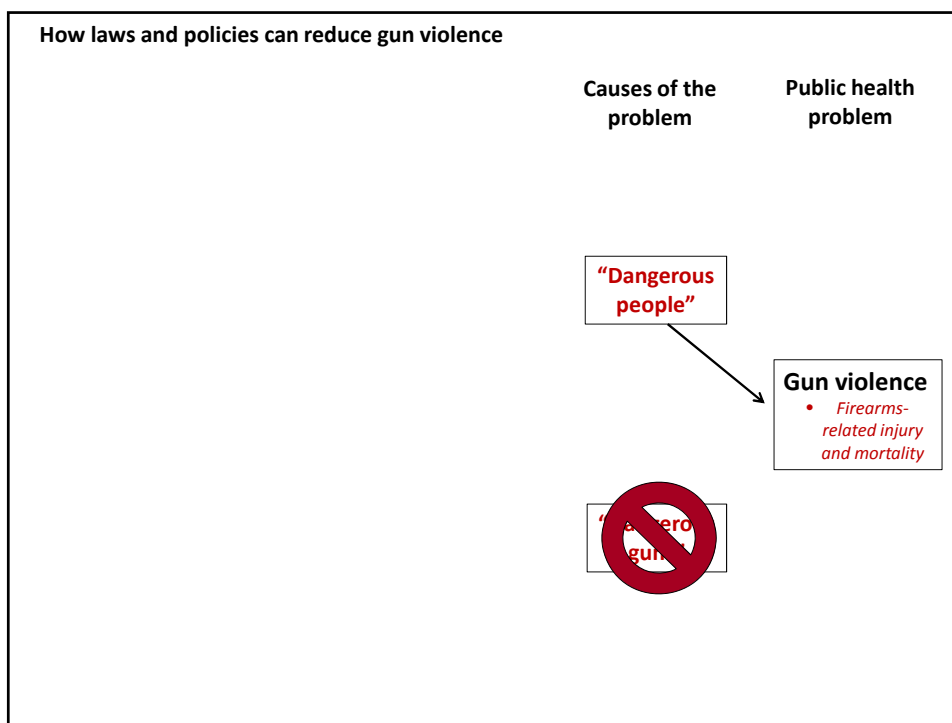 How laws and policies can reduce gun violence
Causes of the
problem
Public health
problem
“Dangerous
people”
Gun violence
• Firearms-
related injury
and mortality